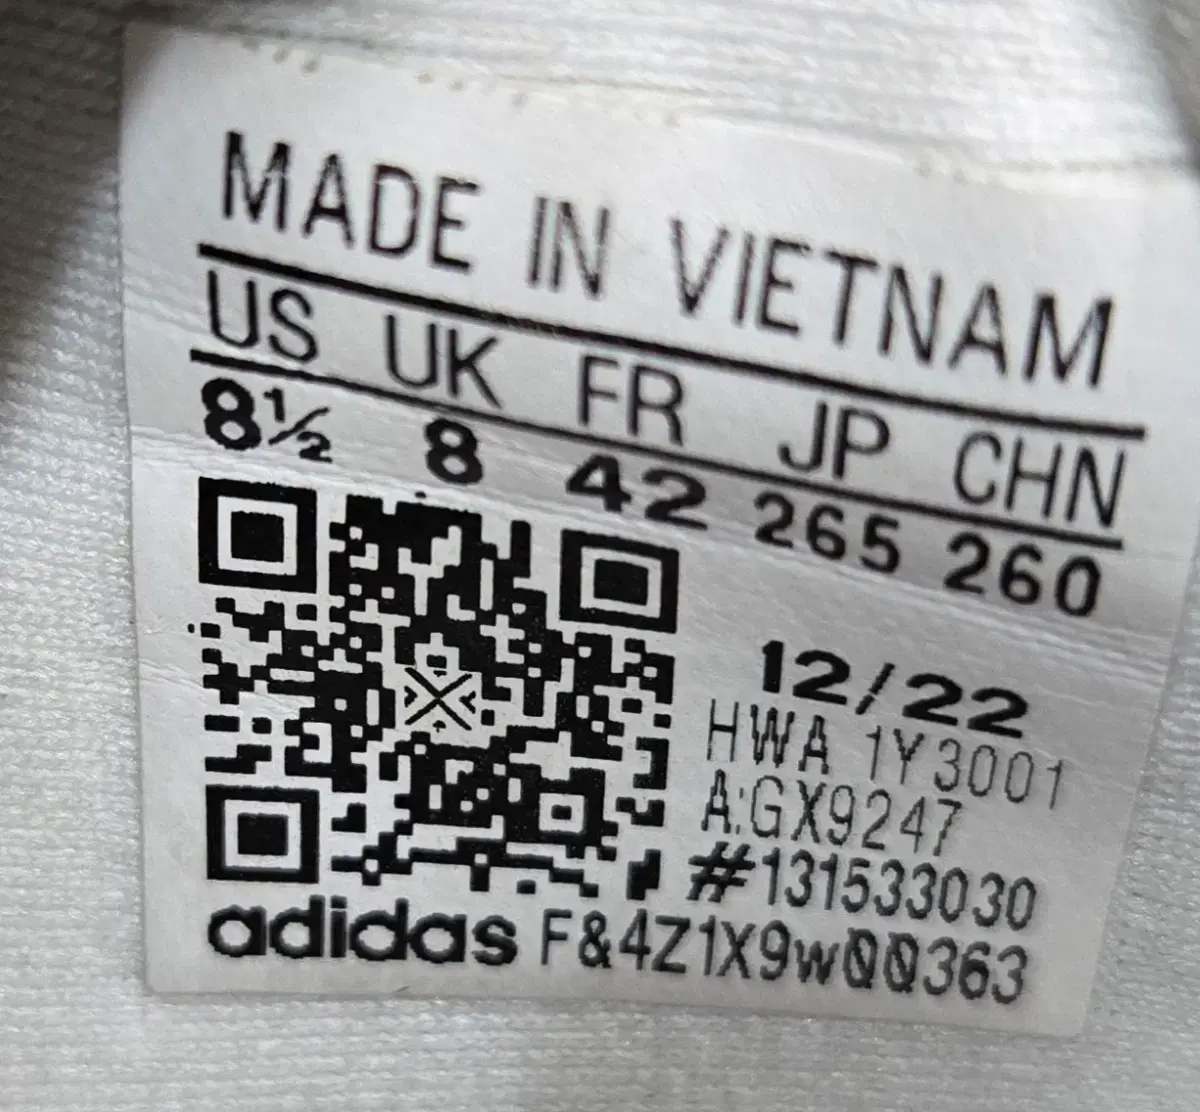 MADE IN VIETNAM
US UK FR JP CHN
8½ 8 42 265 260
12/22
HWA 1Y3001
A:GX9247
#131533030
adidas F&4Z1X9w00363